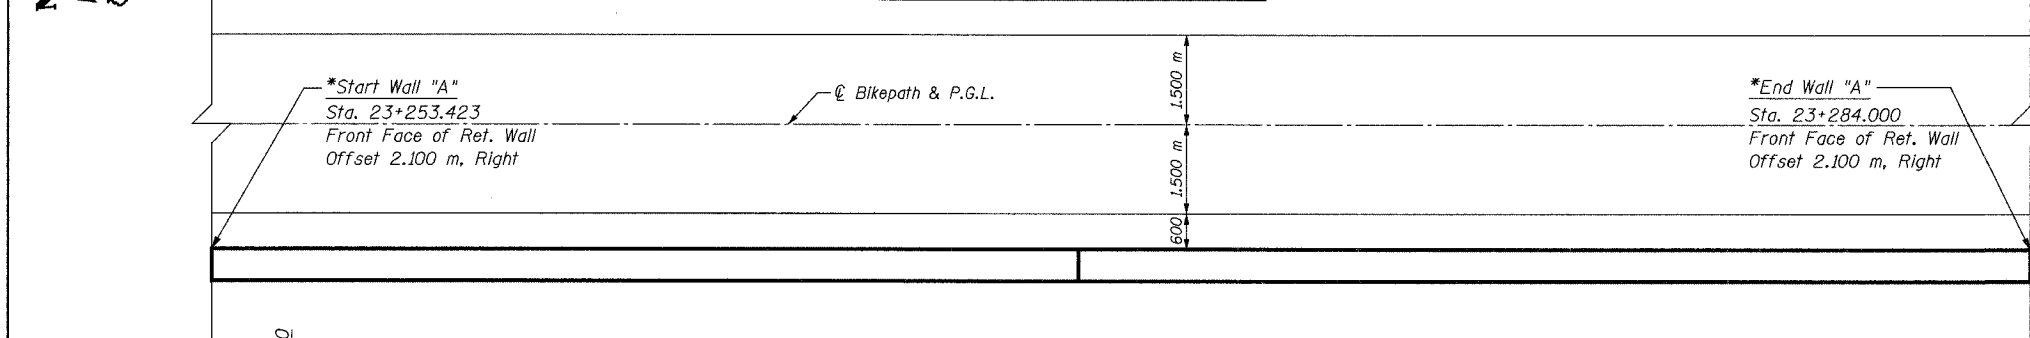 *Start Wall "A"
Sta. 23+253.423
Front Face of Ret. Wall
Offset 2.100 m, Right
℄ Bikepath & P.G.L.
1.500 m
1.500 m
600
*End Wall "A"
Sta. 23+284.000
Front Face of Ret. Wall
Offset 2.100 m, Right